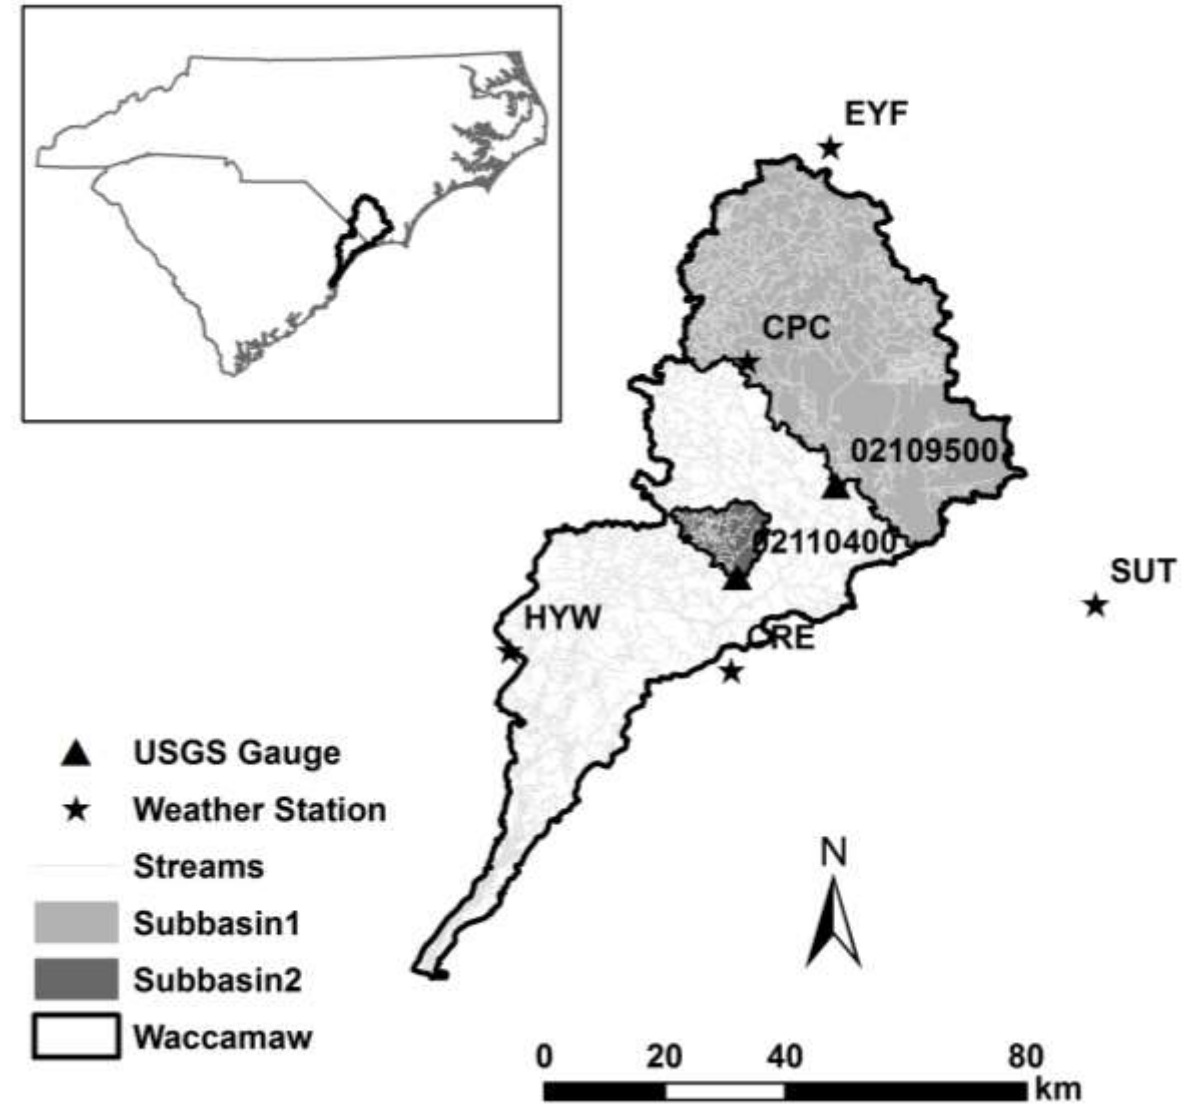 EYF
CPC
02109500
02110400
SUT
HYW
CRE
USGS Gauge
Weather Station
Streams
Subbasin1
Subbasin2
Waccamaw
N
0 20 40 80
km